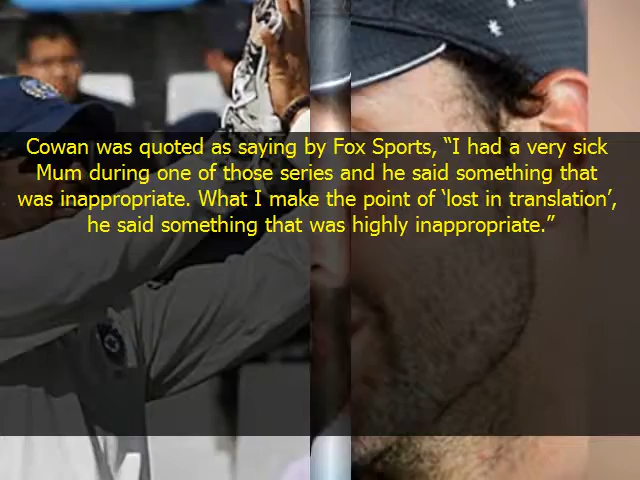 Cowan was quoted as saying by Fox Sports, “I had a very sick
Mum during one of those series and he said something that
was inappropriate. What I make the point of ‘lost in translation’,
he said something that was highly inappropriate.”